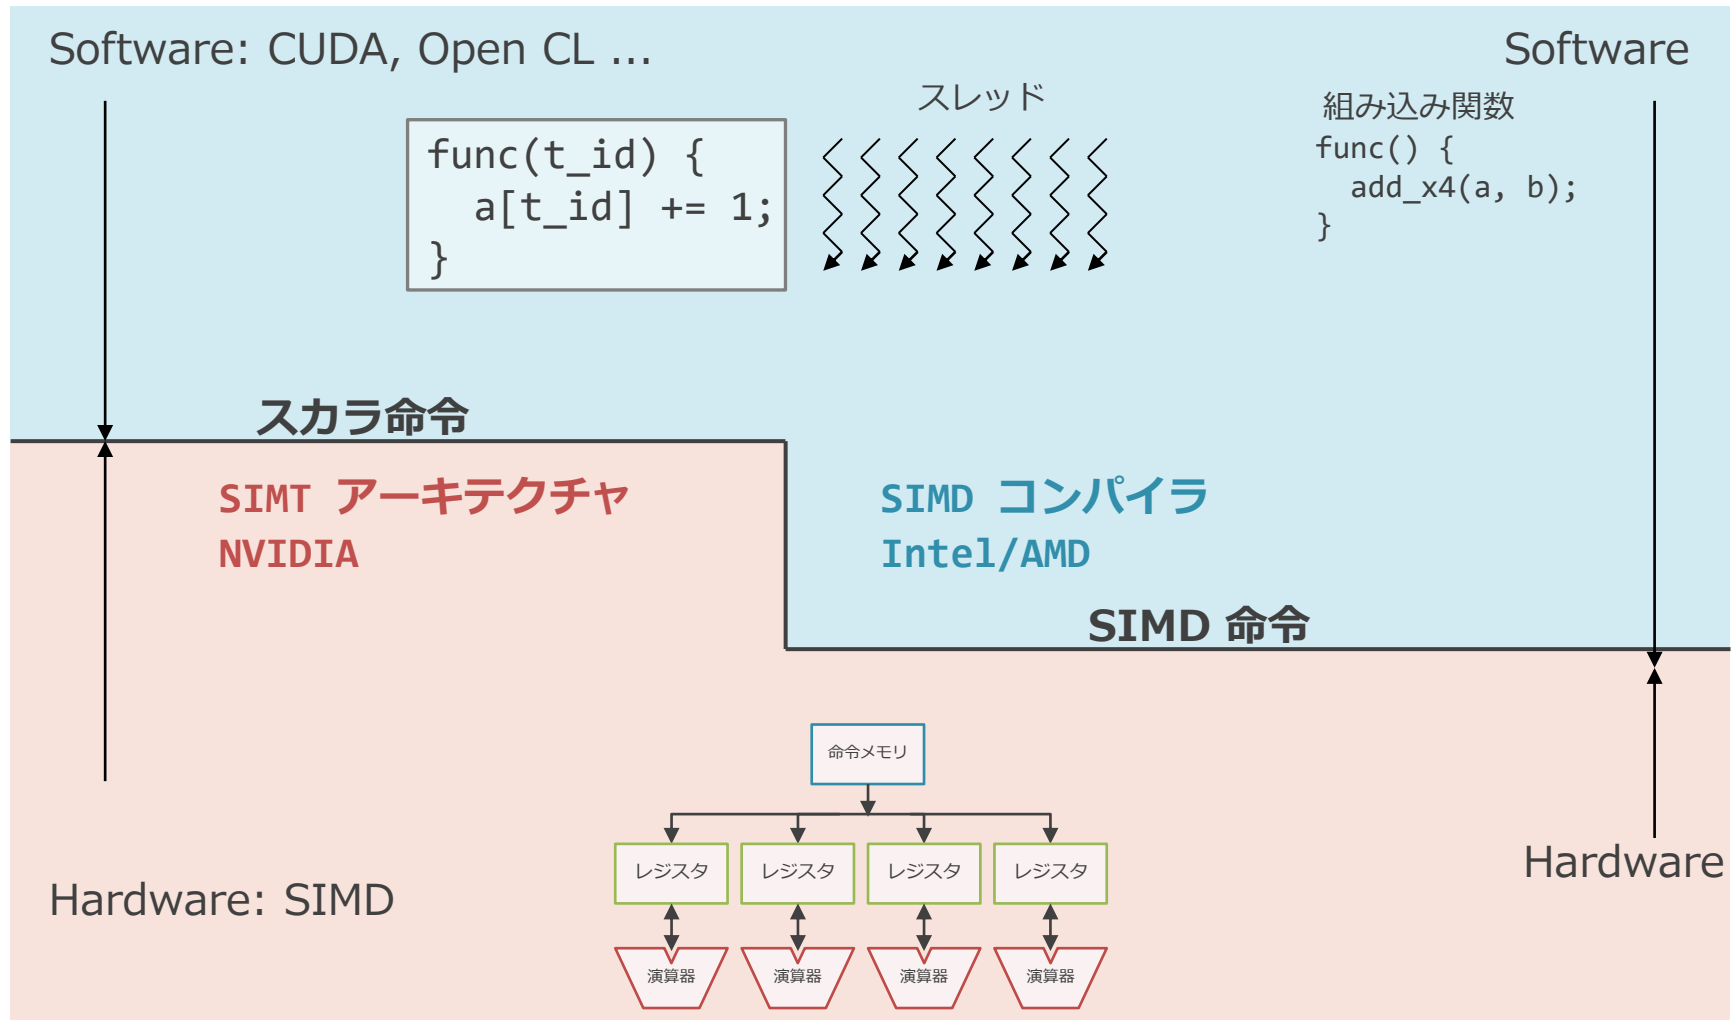 Software: CUDA, Open CL …
Software
スレッド
組み込み関数
func(t_id) {
  a[t_id] += 1;
}
func() {
  add_x4(a, b);
}
スカラ命令
SIMT アーキテクチャ
NVIDIA
SIMD コンパイラ
Intel/AMD
SIMD 命令
命令メモリ
レジスタ
レジスタ
レジスタ
レジスタ
Hardware
Hardware: SIMD
演算器
演算器
演算器
演算器